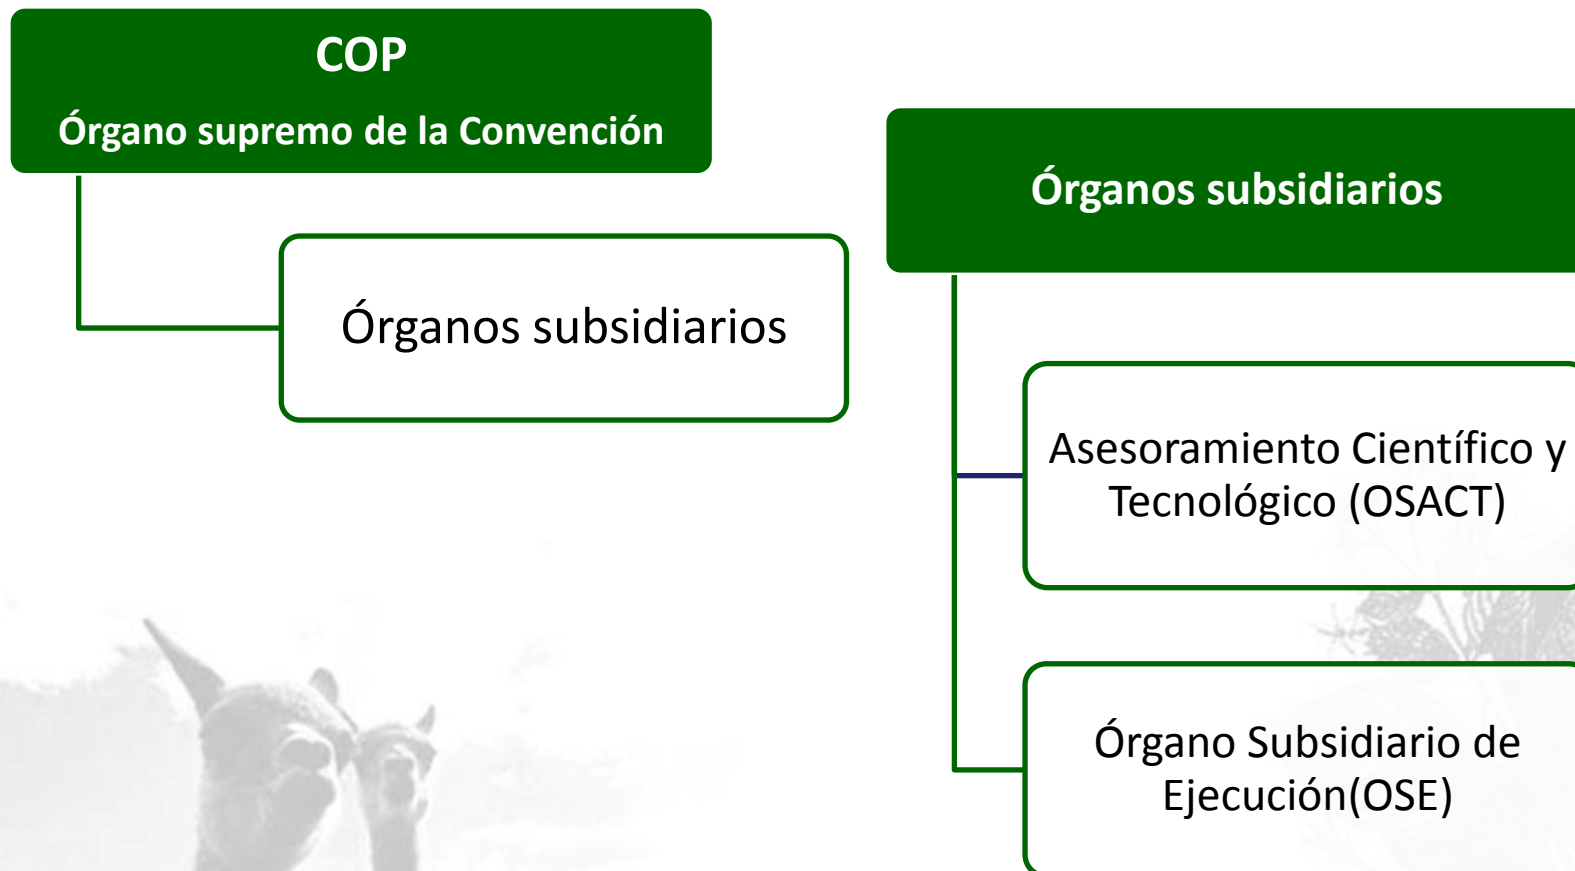 COP
Órgano supremo de la Convención
Órganos subsidiarios
Órganos subsidiarios
Asesoramiento Científico y
Tecnológico (OSACT)
Órgano Subsidiario de
Ejecución(OSE)